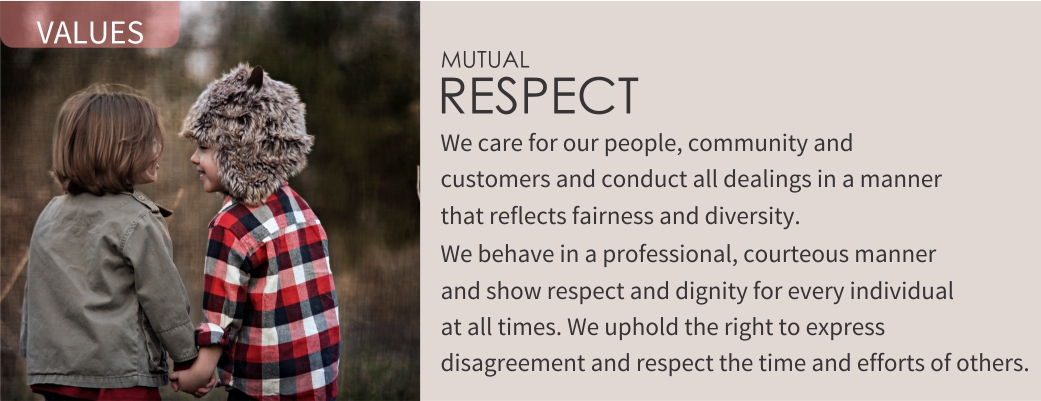 VALUES
MUTUAL
RESPECT
We care for our people, community and
customers and conduct all dealings in a manner
that reflects fairness and diversity.
We behave in a professional, courteous manner
and show respect and dignity for every individual
at all times. We uphold the right to express
disagreement and respect the time and efforts of others.